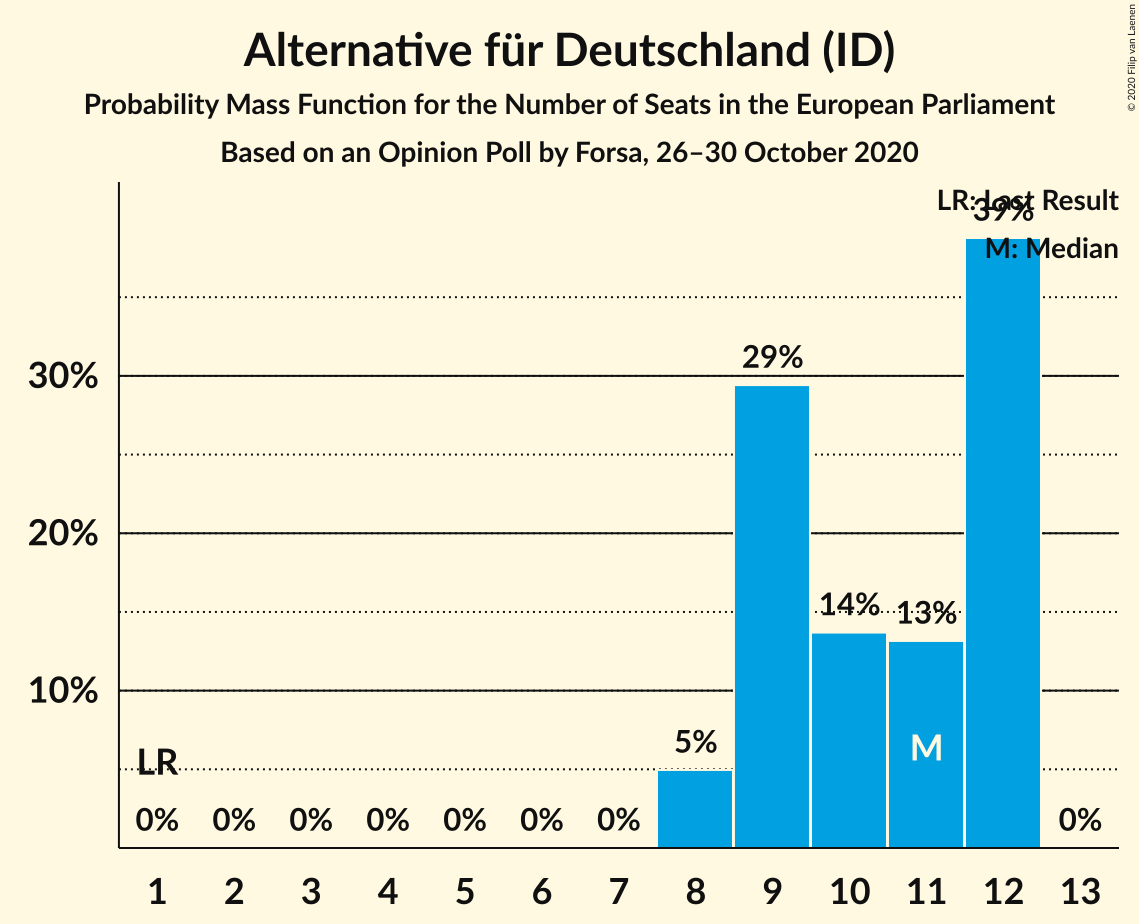 Alternative für Deutschland (ID)
Probability Mass Function for the Number of Seats in the European Parliament
Based on an Opinion Poll by Forsa, 26–30 October 2020
© 2020 Filip van Laenen
LR: Last Result
M: Median
39%
30%
29%
20%
14%
13%
10%
5%
M
LR
0% 0% 0% 0% 0% 0% 0% 0%
1 2 3 4 5 6 7 8 9 10 11 12 13